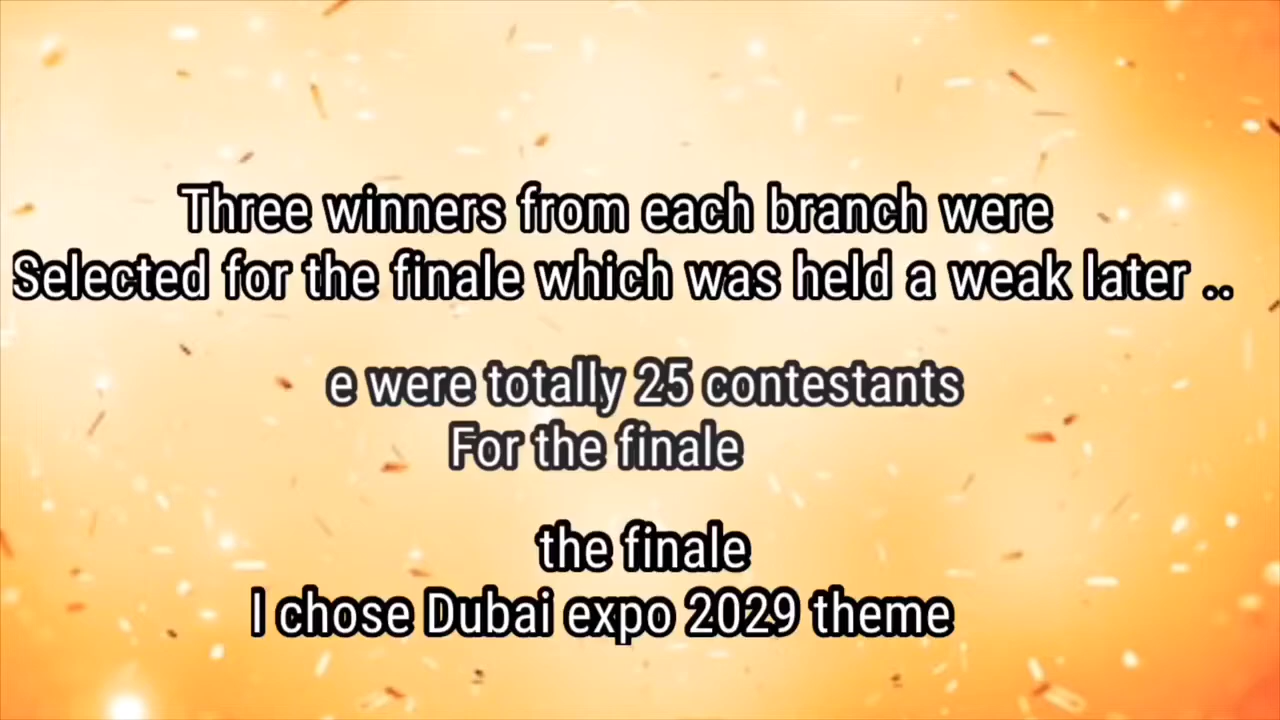 Three winners from each branch were
Selected for the finale which was held a weak later ..
e were totally 25 contestants
For the finale
the finale
I chose Dubai expo 2029 theme